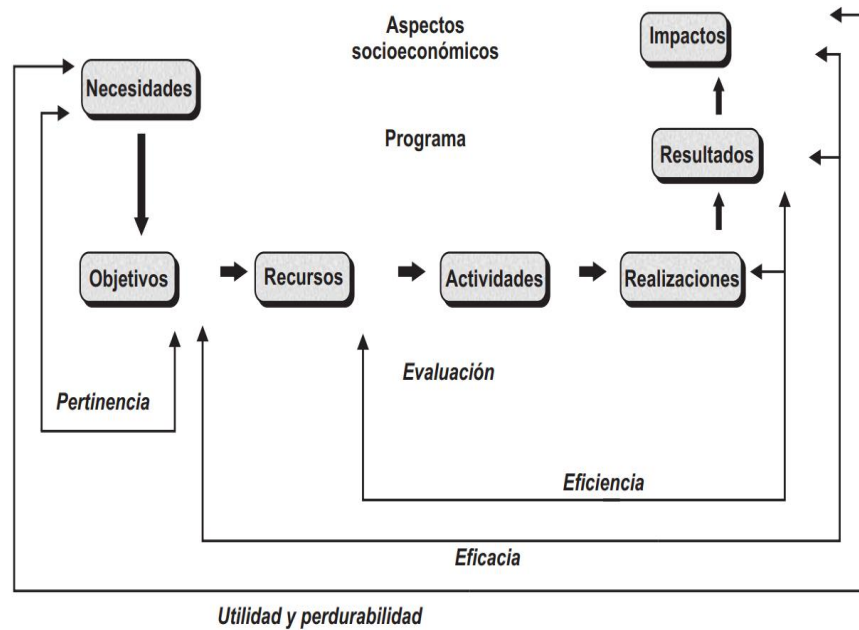 Aspectos
socioeconómicos
Impactos
Necesidades
Programa
Resultados
Objetivos
Recursos
Actividades
Realizaciones
Evaluación
Pertinencia
Eficiencia
Eficacia
Utilidad y perdurabilidad